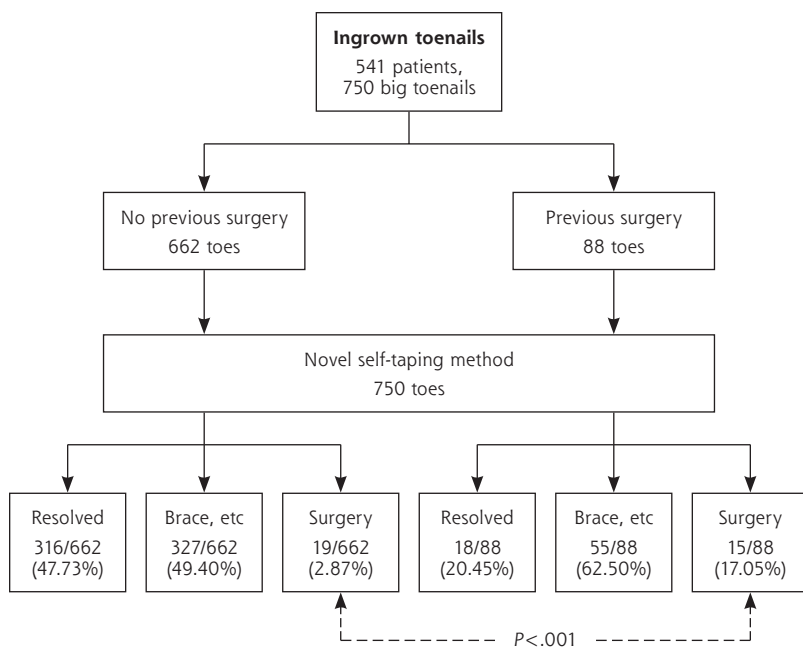 Ingrown toenails
541 patients,
750 big toenails
No previous surgery
662 toes
Previous surgery
88 toes
Novel self-taping method
750 toes
Resolved
316/662
(47.73%)
Brace, etc
327/662
(49.40%)
Surgery
19/662
(2.87%)
Resolved
18/88
(20.45%)
Brace, etc
55/88
(62.50%)
Surgery
15/88
(17.05%)
P<.001